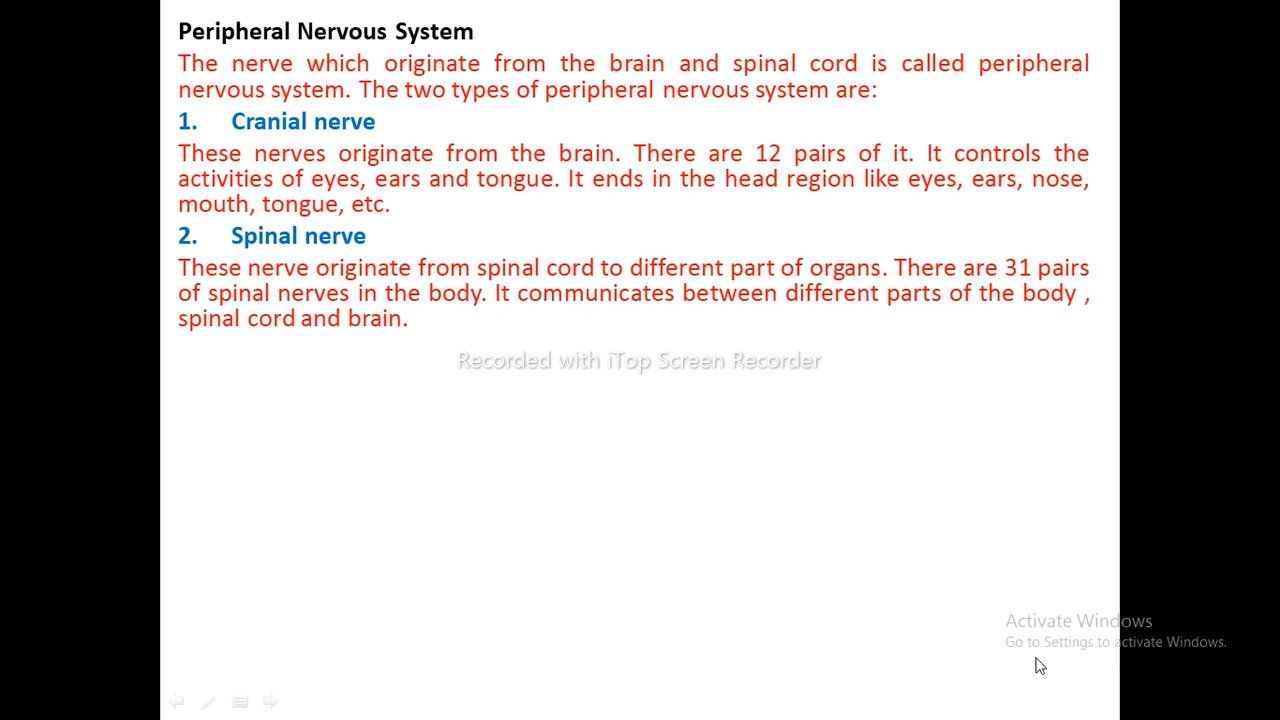 Peripheral Nervous System
The nerve which originate from the brain and spinal cord is called peripheral
nervous system. The two types of peripheral nervous system are:
1. Cranial nerve
These nerves originate from the brain. There are 12 pairs of it. It controls the
activities of eyes, ears and tongue. It ends in the head region like eyes, ears, nose,
mouth, tongue, etc.
2. Spinal nerve
These nerve originate from spinal cord to different part of organs. There are 31 pairs
of spinal nerves in the body. It communicates between different parts of the body ,
spinal cord and brain.
Recorded with iTop Screen Recorder
Activate Windows
Go to Settings to activate Windows.